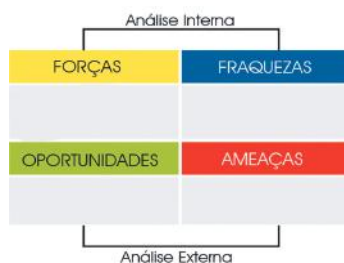 Análise Interna
FORÇAS
FRAQUEZAS
OPORTUNIDADES
AMEAÇAS
Análise Externa